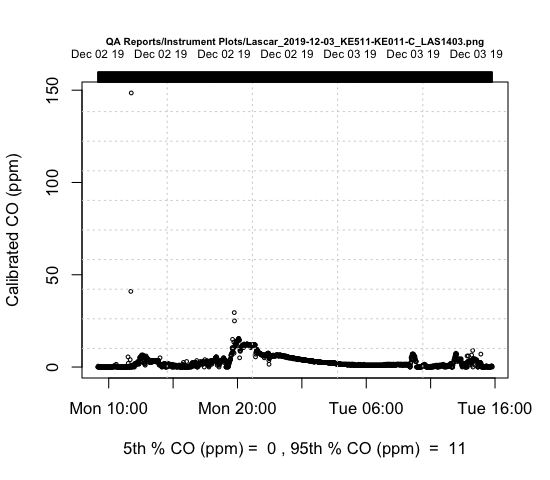 QA Reports/Instrument Plots/Lascar_2019-12-03_KE511-KE011-C_LAS1403.png
Dec 02 19 Dec 02 19 Dec 02 19 Dec 02 19 Dec 03 19 Dec 03 19 Dec 03 19
150
100
50
0
Calibrated CO (ppm)
Mon 10:00 Mon 20:00 Tue 06:00 Tue 16:00
5th % CO (ppm) = 0 , 95th % CO (ppm) = 11